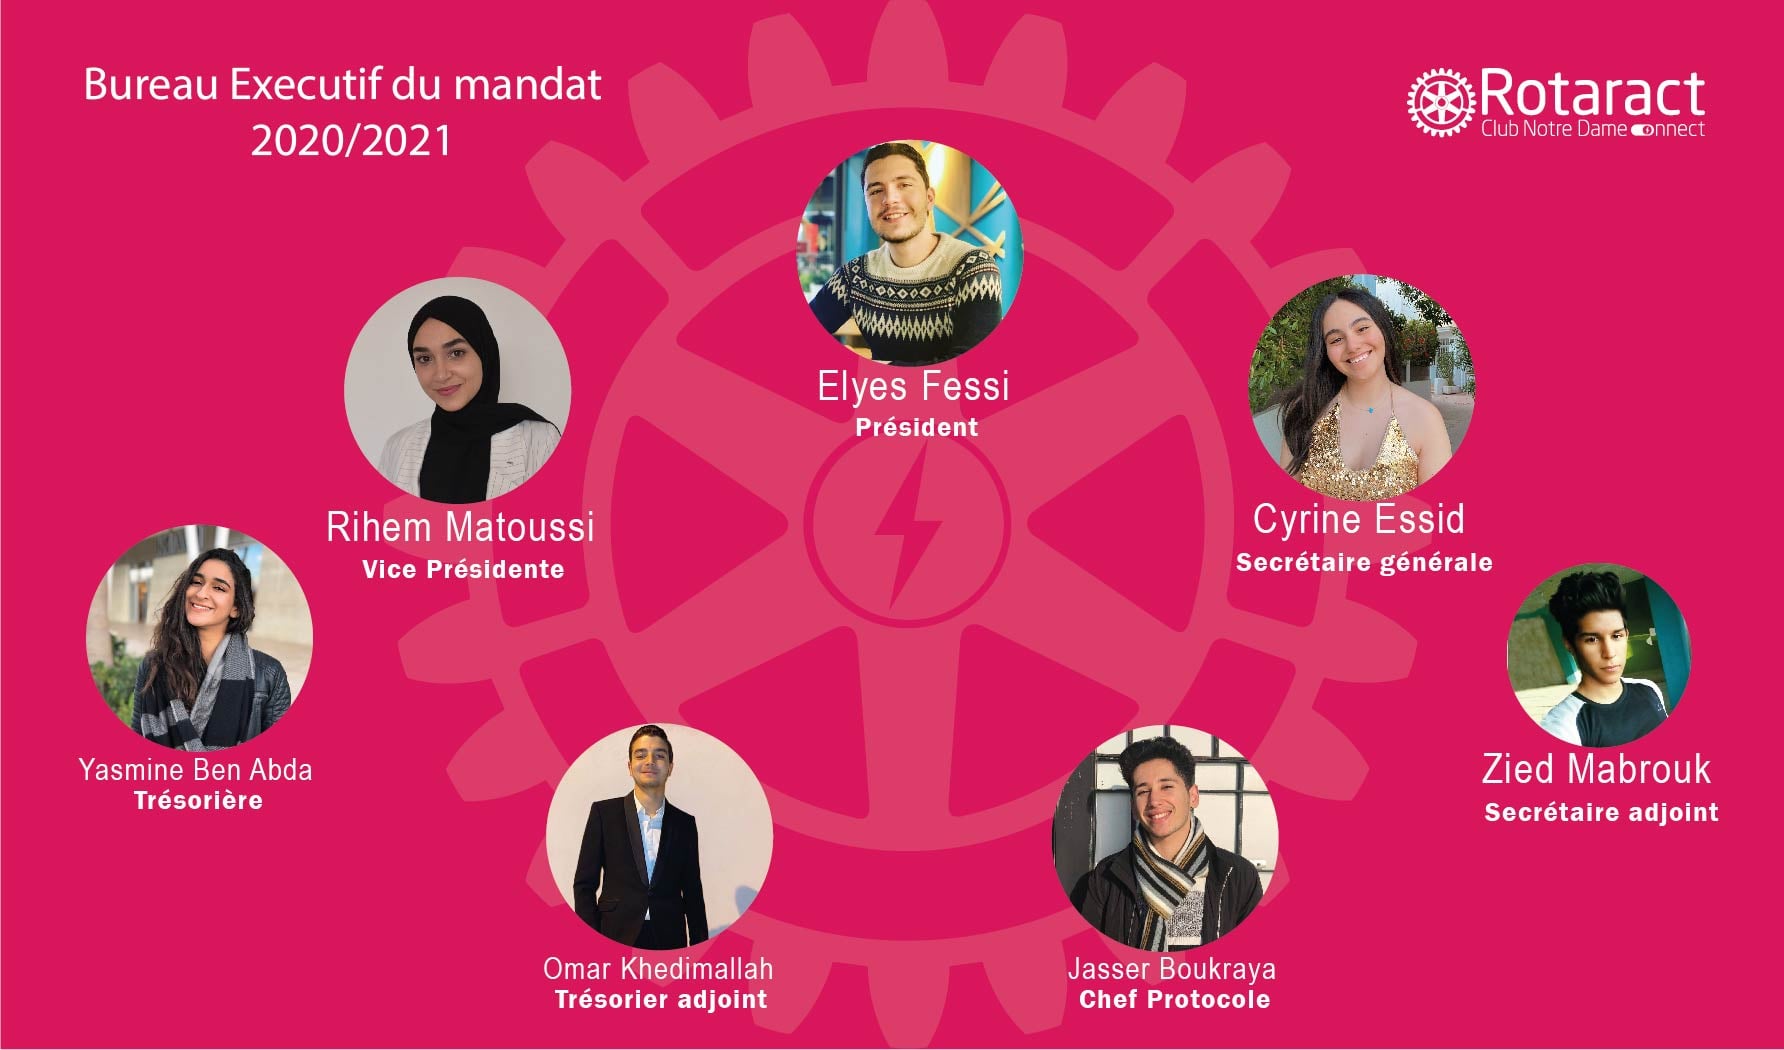 Bureau Executif du mandat
2020/2021
Rotaract
Club Notre Dame Connect
Elyes Fessi
Président
Rihem Matoussi
Vice Présidente
Cyrine Essid
Secrétaire générale
Yasmine Ben Abda
Trésorière
Zied Mabrouk
Secrétaire adjoint
Omar Khedimallah
Trésorier adjoint
Jasser Boukraya
Chef Protocole